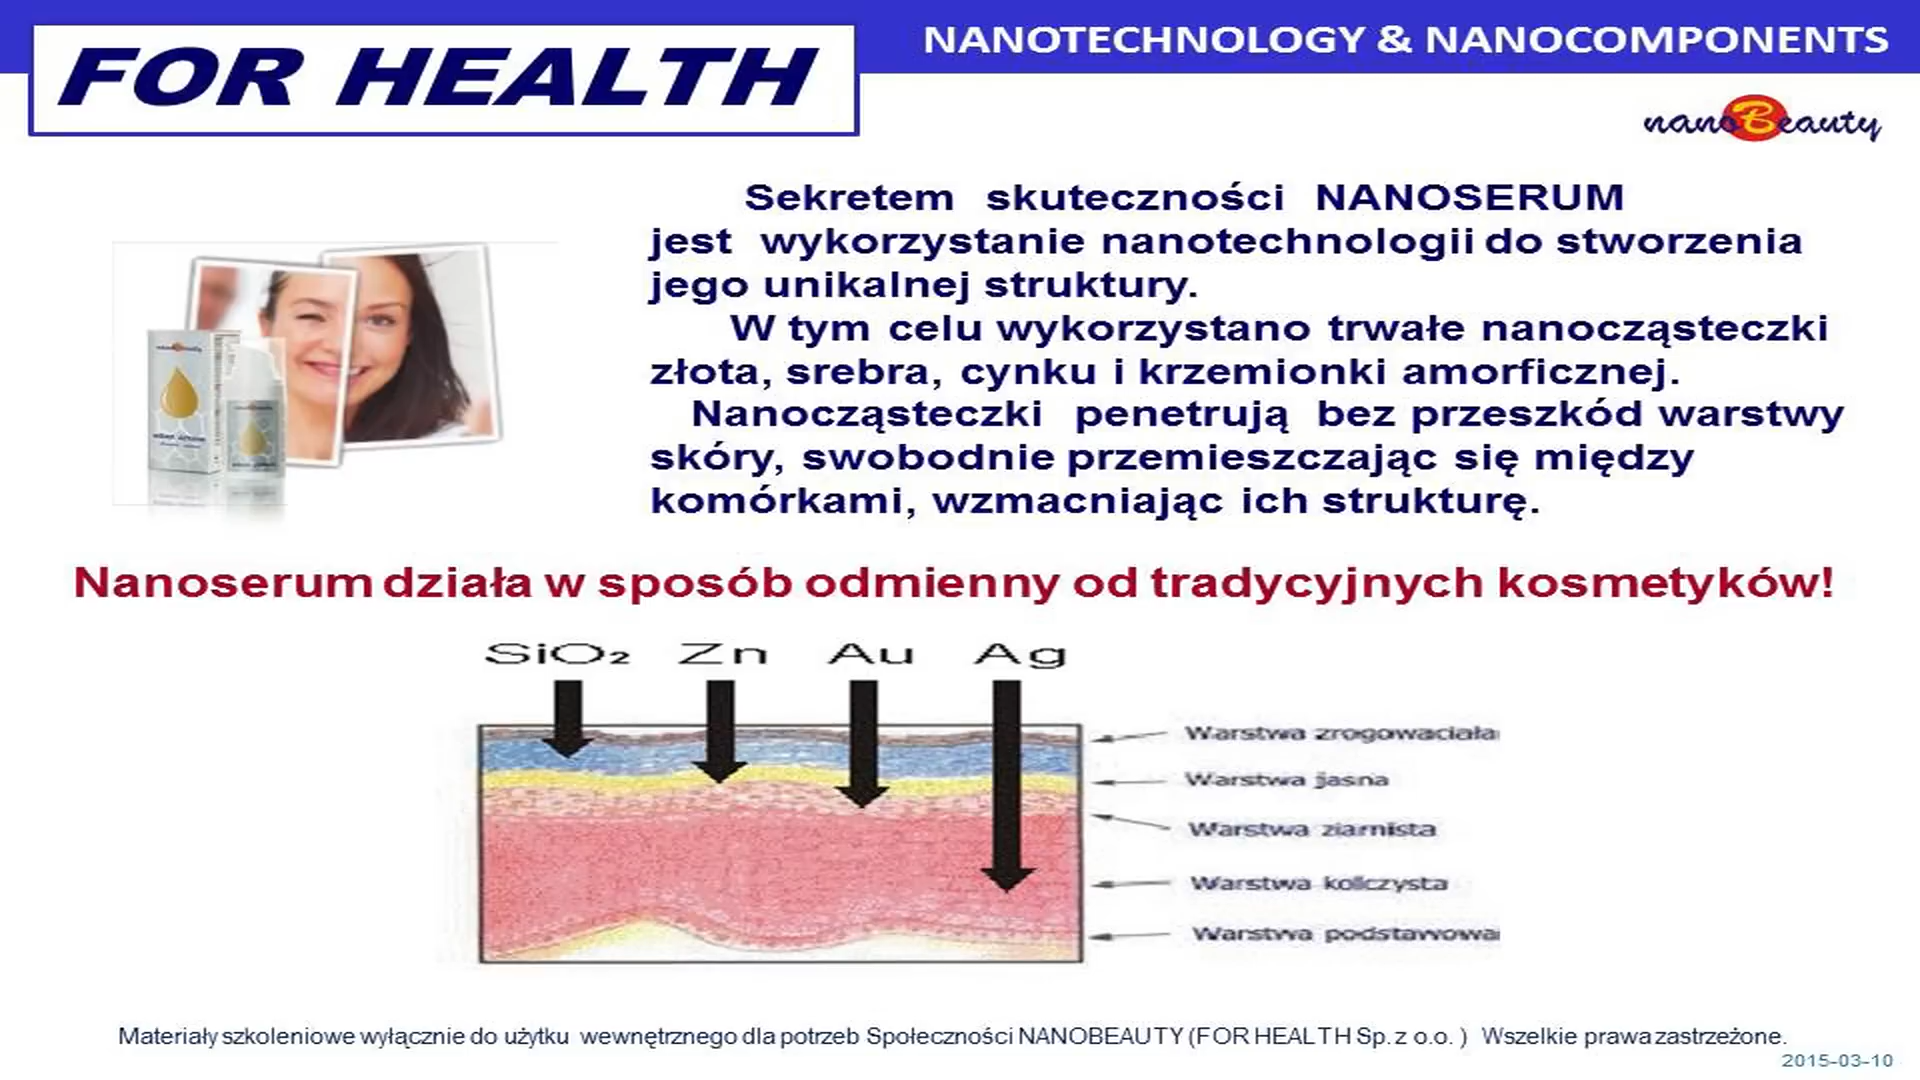 NANOTECHNOLOGY & NANOCOMPONENTS
FOR HEALTH
nanoBeauty
Sekretem skuteczności NANOSERUM
jest wykorzystanie nanotechnologii do stworzenia
jego unikalnej struktury.
W tym celu wykorzystano trwałe nanocząsteczki
złota, srebra, cynku i krzemionki amorficznej.
Nanocząsteczki penetrują bez przeszkód warstwy
skóry, swobodnie przemieszczając się między
komórkami, wzmacniając ich strukturę.
Nanoserum działa w sposób odmienny od tradycyjnych kosmetyków!
SiO₂ Zn Au Ag
Warstwa zrogowaciała
Warstwa jasna
Warstwa ziarnista
Warstwa kolczysta
Warstwa podstawowa
Materiały szkoleniowe wyłącznie do użytku wewnętrznego dla potrzeb Społeczności NANOBEAUTY (FOR HEALTH Sp. z o.o. ) Wszelkie prawa zastrzeżone.
2015-03-10